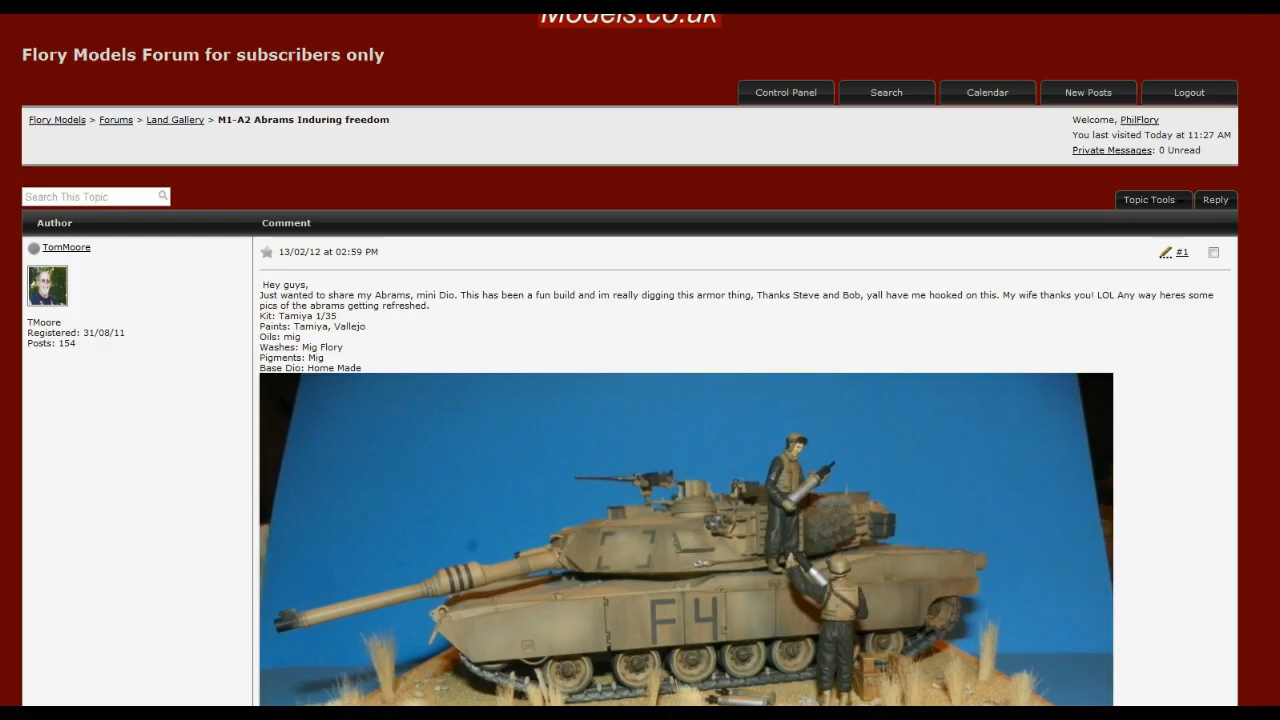 Models.co.uk
Flory Models Forum for subscribers only
Control Panel Search Calendar New Posts Logout
Flory Models > Forums > Land Gallery > M1-A2 Abrams Induring freedom
Welcome, PhilFlory
You last visited Today at 11:27 AM
Private Messages: 0 Unread
Search This Topic
Topic Tools Reply
Author Comment
TomMoore
13/02/12 at 02:59 PM #1
TMoore
Registered: 31/08/11
Posts: 154
Hey guys,
Just wanted to share my Abrams, mini Dio. This has been a fun build and im really digging this armor thing, Thanks Steve and Bob, yall have me hooked on this. My wife thanks you! LOL Any way heres some
pics of the abrams getting refreshed.
Kit: Tamiya 1/35
Paints: Tamiya, Vallejo
Oils: mig
Washes: Mig Flory
Pigments: Mig
Base Dio: Home Made
F4